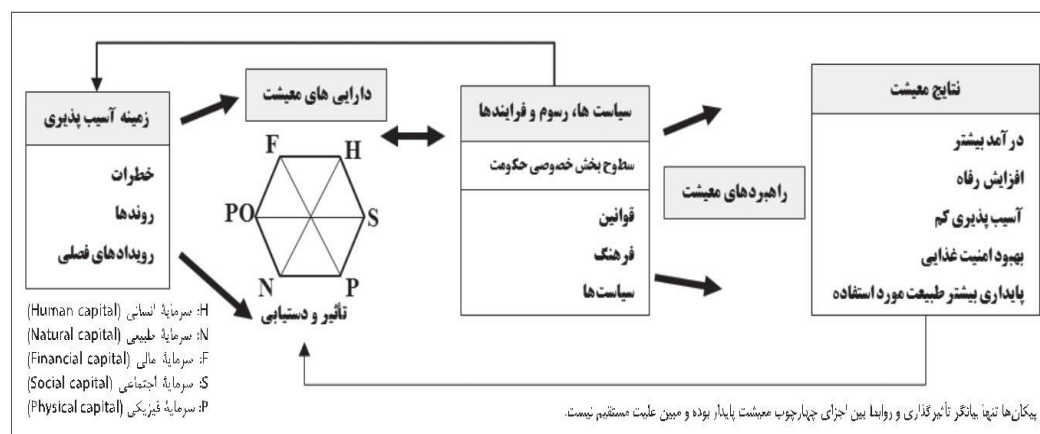 زمینه آسیب پذیری
خطرات
روندها
رویدادهای فصلی
دارایی های معیشت
F
H
PO
S
N
P
تأثیر و دستیابی
سیاست ها، رسوم و فرایندها
سطوح بخش خصوصی حکومت
قوانین
فرهنگ
سیاست‌ها
راهبردهای معیشت
نتایج معیشت
درآمد بیشتر
افزایش رفاه
آسیب پذیری کم
بهبود امنیت غذایی
پایداری بیشتر طبیعت مورد استفاده
H: سرمایهٔ انسانی (Human capital)
N: سرمایهٔ طبیعی (Natural capital)
F: سرمایهٔ مالی (Financial capital)
S: سرمایهٔ اجتماعی (Social capital)
P: سرمایهٔ فیزیکی (Physical capital)
پیکان‌ها تنها بیانگر تأثیرگذاری و روابط بین اجزای چهارچوب معیشت پایدار بوده و مبین علیت مستقیم نیست.